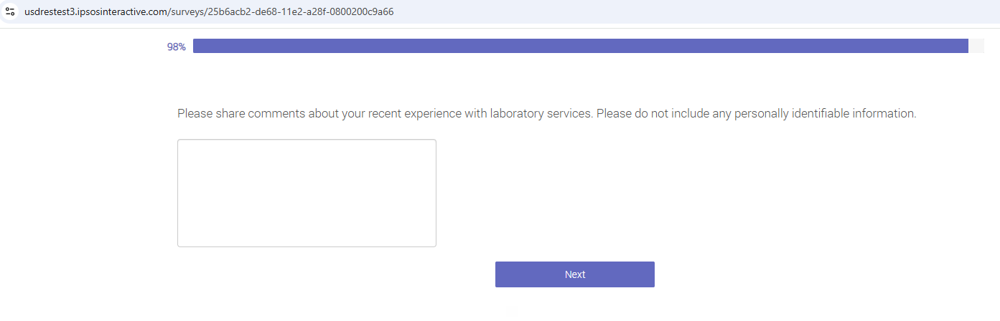 usdrestest3.ipsosinteractive.com/surveys/25b6acb2-de68-11e2-a28f-0800200c9a66
98%
Please share comments about your recent experience with laboratory services. Please do not include any personally identifiable information.
Next